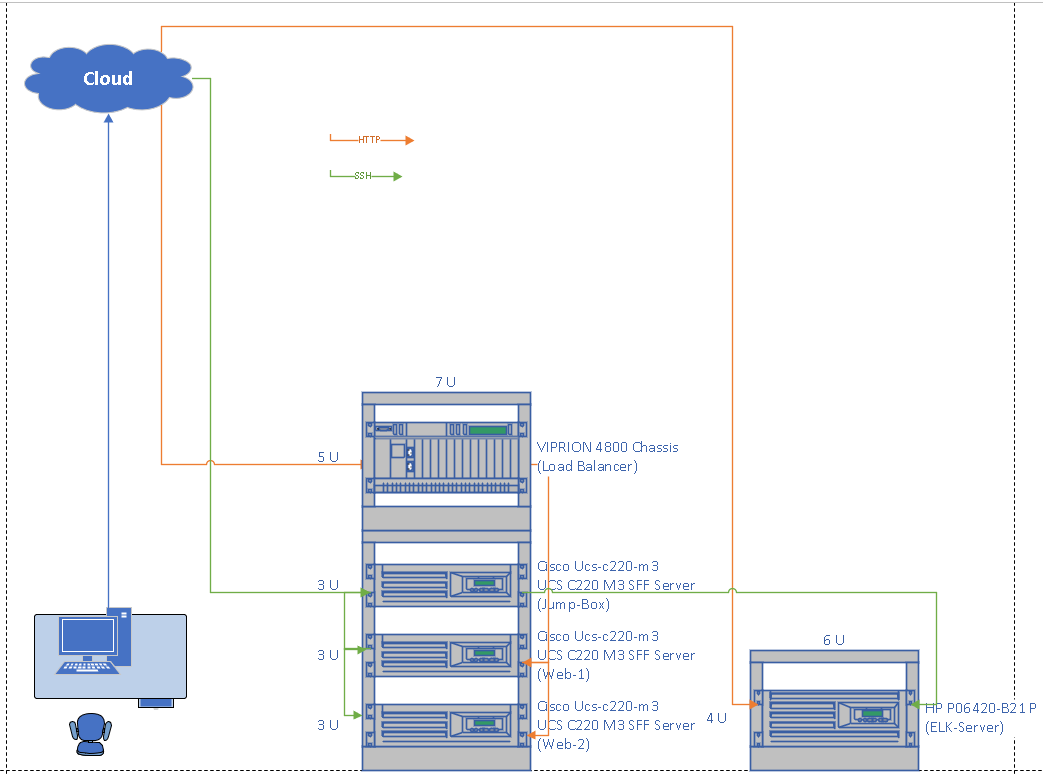 Cloud
HTTP
SSH
7 U
5 U
VIPRION 4800 Chassis
(Load Balancer)
3 U
Cisco Ucs-c220-m3
UCS C220 M3 SFF Server
(Jump-Box)
3 U
Cisco Ucs-c220-m3
UCS C220 M3 SFF Server
(Web-1)
3 U
Cisco Ucs-c220-m3
UCS C220 M3 SFF Server
(Web-2)
6 U
4 U
HP P06420-B21 P
(ELK-Server)